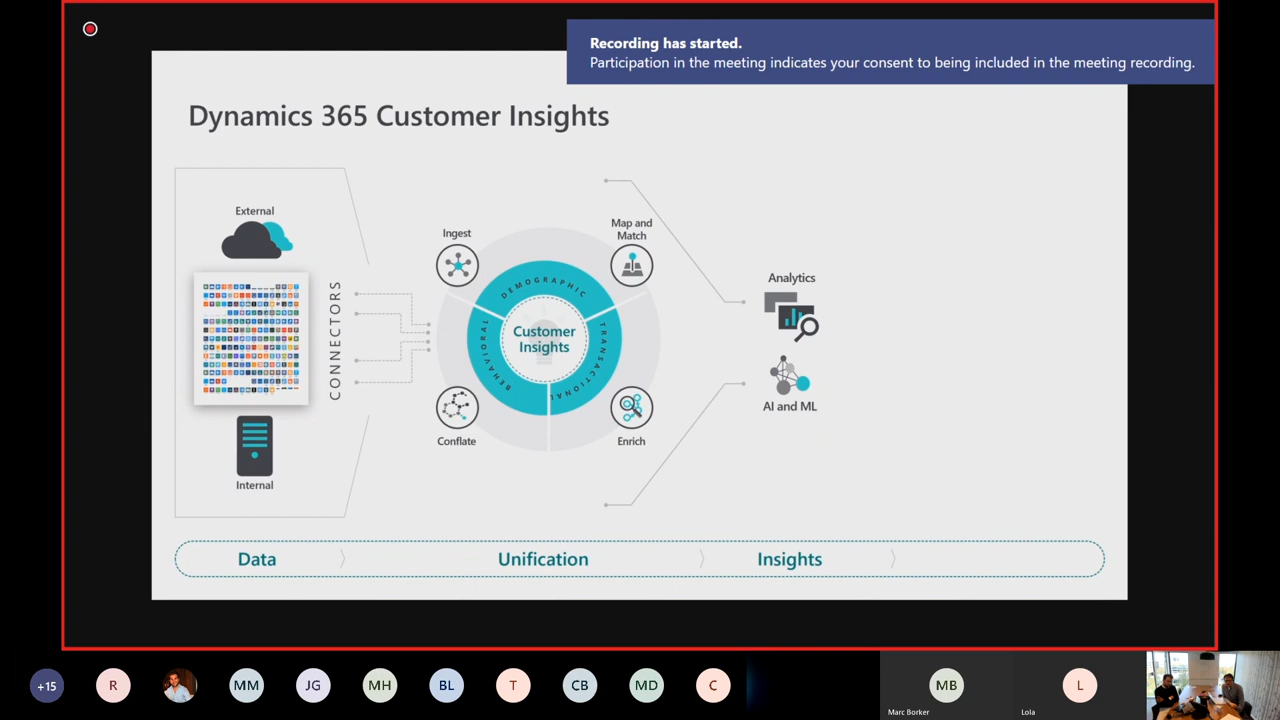 Recording has started.
Participation in the meeting indicates your consent to being included in the meeting recording.
Dynamics 365 Customer Insights
External
CONNECTORS
Internal
Ingest
Map and
Match
DEMOGRAPHIC
BEHAVIORAL
TRANSACTIONAL
Customer
Insights
Conflate
Enrich
Analytics
AI and ML
Data
Unification
Insights
+15
R
MM
JG
MH
BL
T
CB
MD
C
MB
L
Marc Borker
Lola